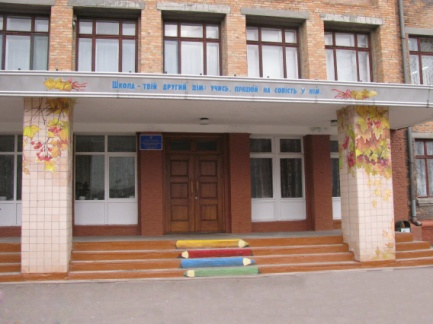 Школа - твій другий дім: учись, працюй на совість у нім